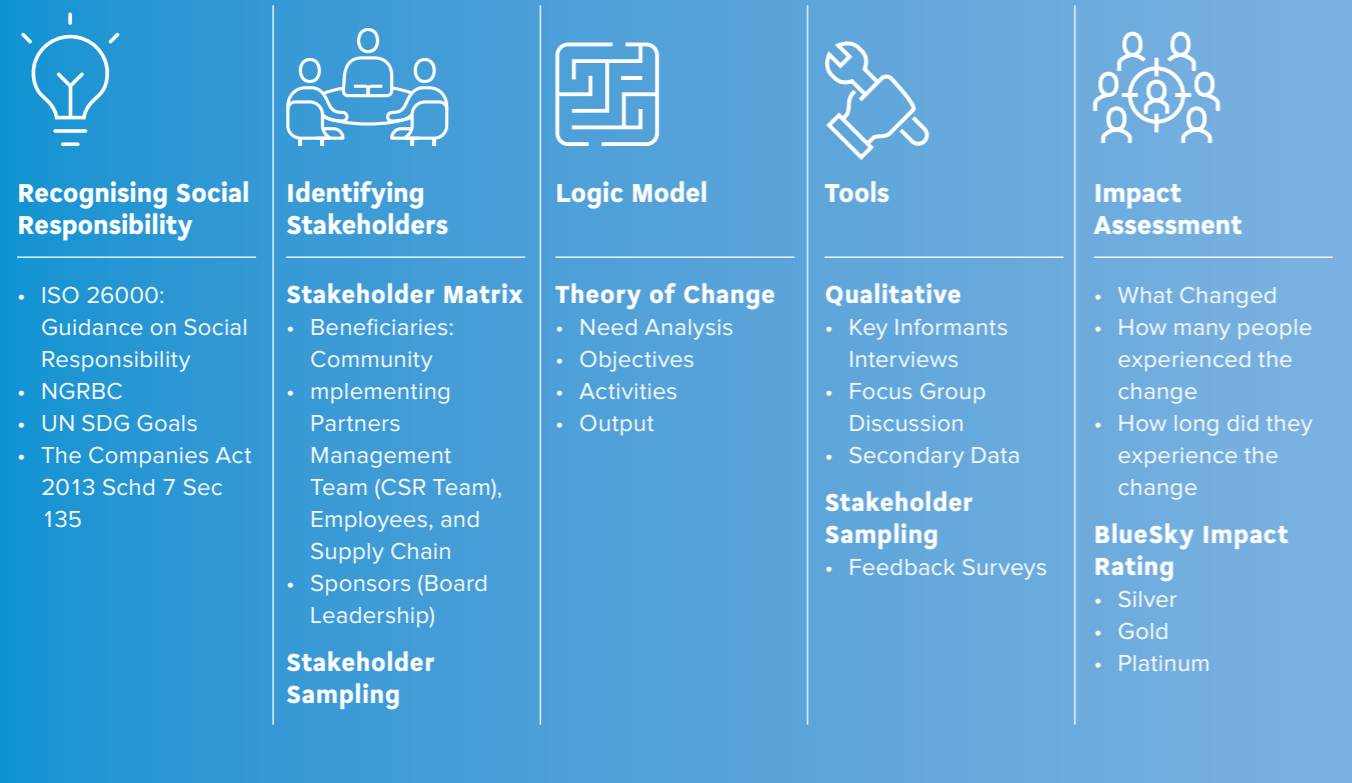 Recognising Social
Responsibility
• ISO 26000:
Guidance on Social
Responsibility
• NGRBC
• UN SDG Goals
• The Companies Act
2013 Schd 7 Sec
135
Identifying
Stakeholders
Stakeholder Matrix
• Beneficiaries:
Community
• mplementing
Partners
Management
Team (CSR Team),
Employees, and
Supply Chain
• Sponsors (Board
Leadership)
Stakeholder
Sampling
Logic Model
Theory of Change
• Need Analysis
• Objectives
• Activities
• Output
Tools
Qualitative
• Key Informants
Interviews
• Focus Group
Discussion
• Secondary Data
Stakeholder
Sampling
• Feedback Surveys
Impact
Assessment
• What Changed
• How many people
experienced the
change
• How long did they
experience the
change
BlueSky Impact
Rating
• Silver
• Gold
• Platinum